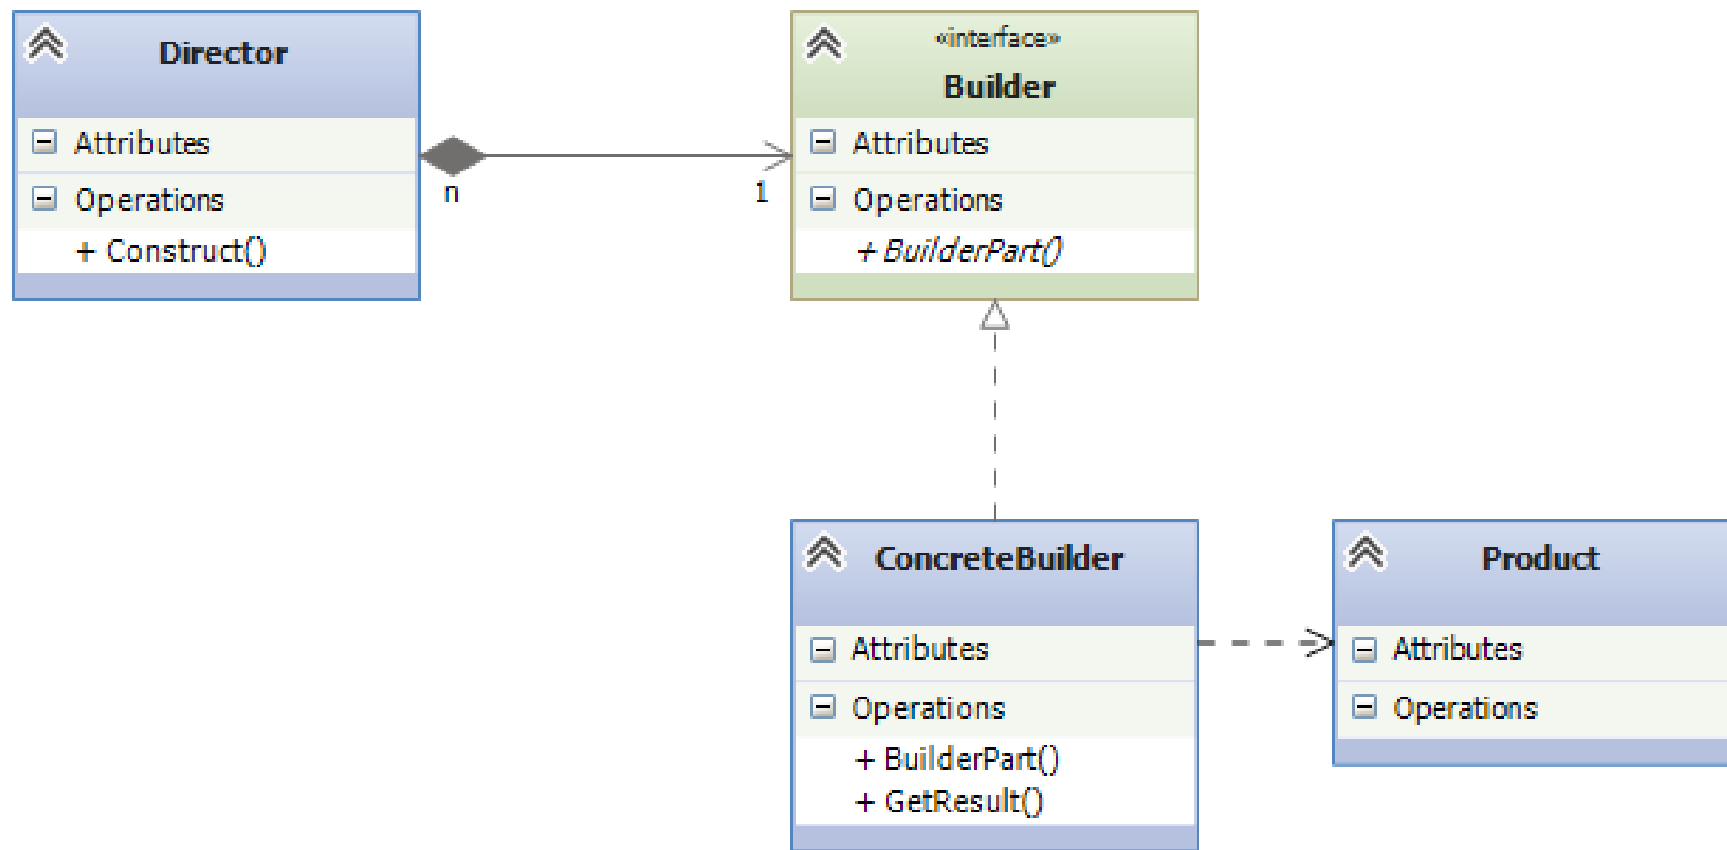 Director
Attributes
Operations
+ Construct()
n
1
«interface»
Builder
Attributes
Operations
+ BuilderPart()
ConcreteBuilder
Attributes
Operations
+ BuilderPart()
+ GetResult()
Product
Attributes
Operations